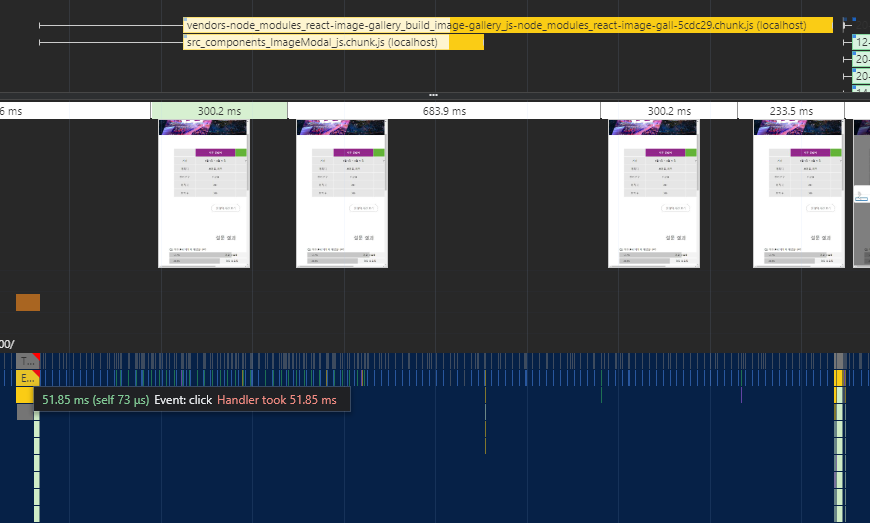 vendors-node_modules_react-image-gallery_build_image-gallery_js-node_modules_react-image-gall-5cdc29.chunk.js (localhost)
src_components_ImageModal_js.chunk.js (localhost)
12-
20-
20-
6 ms
300.2 ms
683.9 ms
300.2 ms
233.5 ms
00/
T...
E...
51.85 ms (self 73 μs) Event: click Handler took 51.85 ms